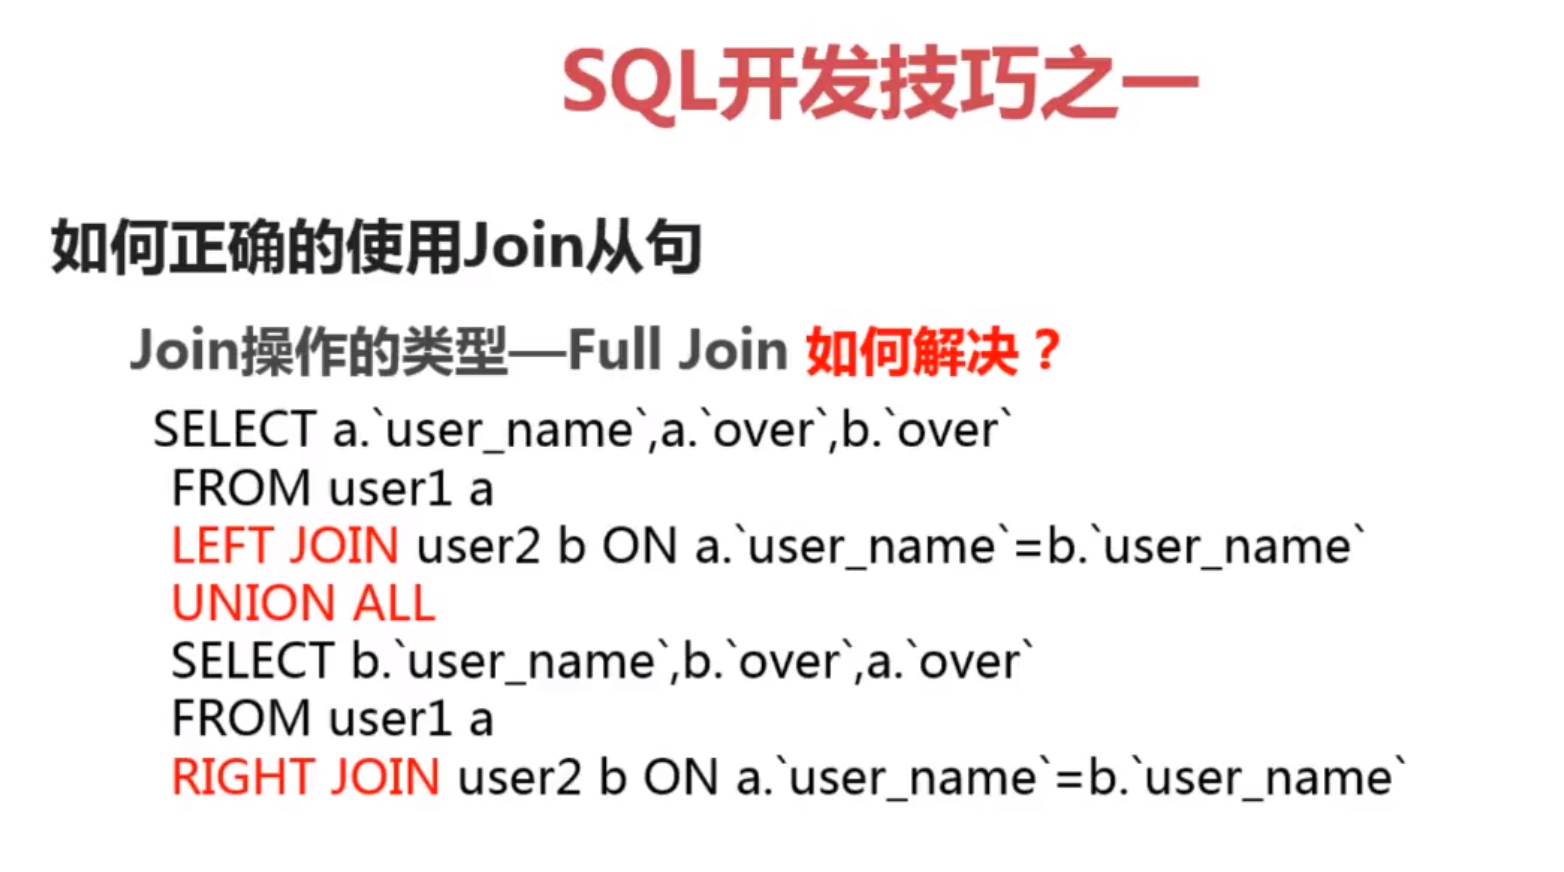 SQL开发技巧之一
如何正确的使用Join从句
Join操作的类型—Full Join 如何解决？
SELECT a.`user_name`,a.`over`,b.`over`
FROM user1 a
LEFT JOIN user2 b ON a.`user_name`=b.`user_name`
UNION ALL
SELECT b.`user_name`,b.`over`,a.`over`
FROM user1 a
RIGHT JOIN user2 b ON a.`user_name`=b.`user_name`